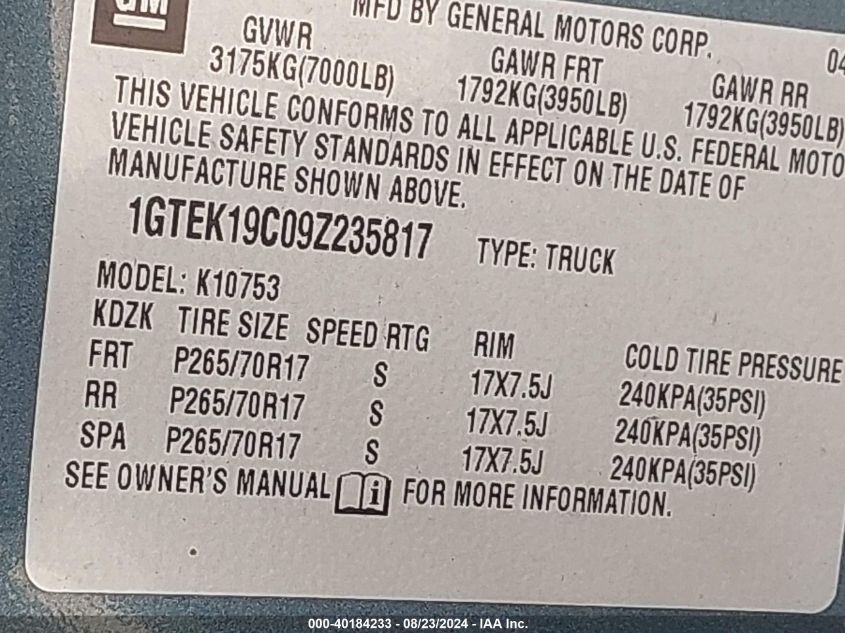 GM
MFD BY GENERAL MOTORS CORP. 04
GVWR GAWR FRT GAWR RR
3175KG(7000LB) 1792KG(3950LB) 1792KG(3950LB)
THIS VEHICLE CONFORMS TO ALL APPLICABLE U.S. FEDERAL MOTO
VEHICLE SAFETY STANDARDS IN EFFECT ON THE DATE OF
MANUFACTURE SHOWN ABOVE.
1GTEK19C09Z235817 TYPE: TRUCK
MODEL: K10753
KDZK TIRE SIZE SPEED RTG RIM COLD TIRE PRESSURE
FRT P265/70R17 S 17X7.5J 240KPA(35PSI)
RR P265/70R17 S 17X7.5J 240KPA(35PSI)
SPA P265/70R17 S 17X7.5J 240KPA(35PSI)
SEE OWNER'S MANUAL i FOR MORE INFORMATION.
000-40184233 - 08/23/2024 - IAA Inc.